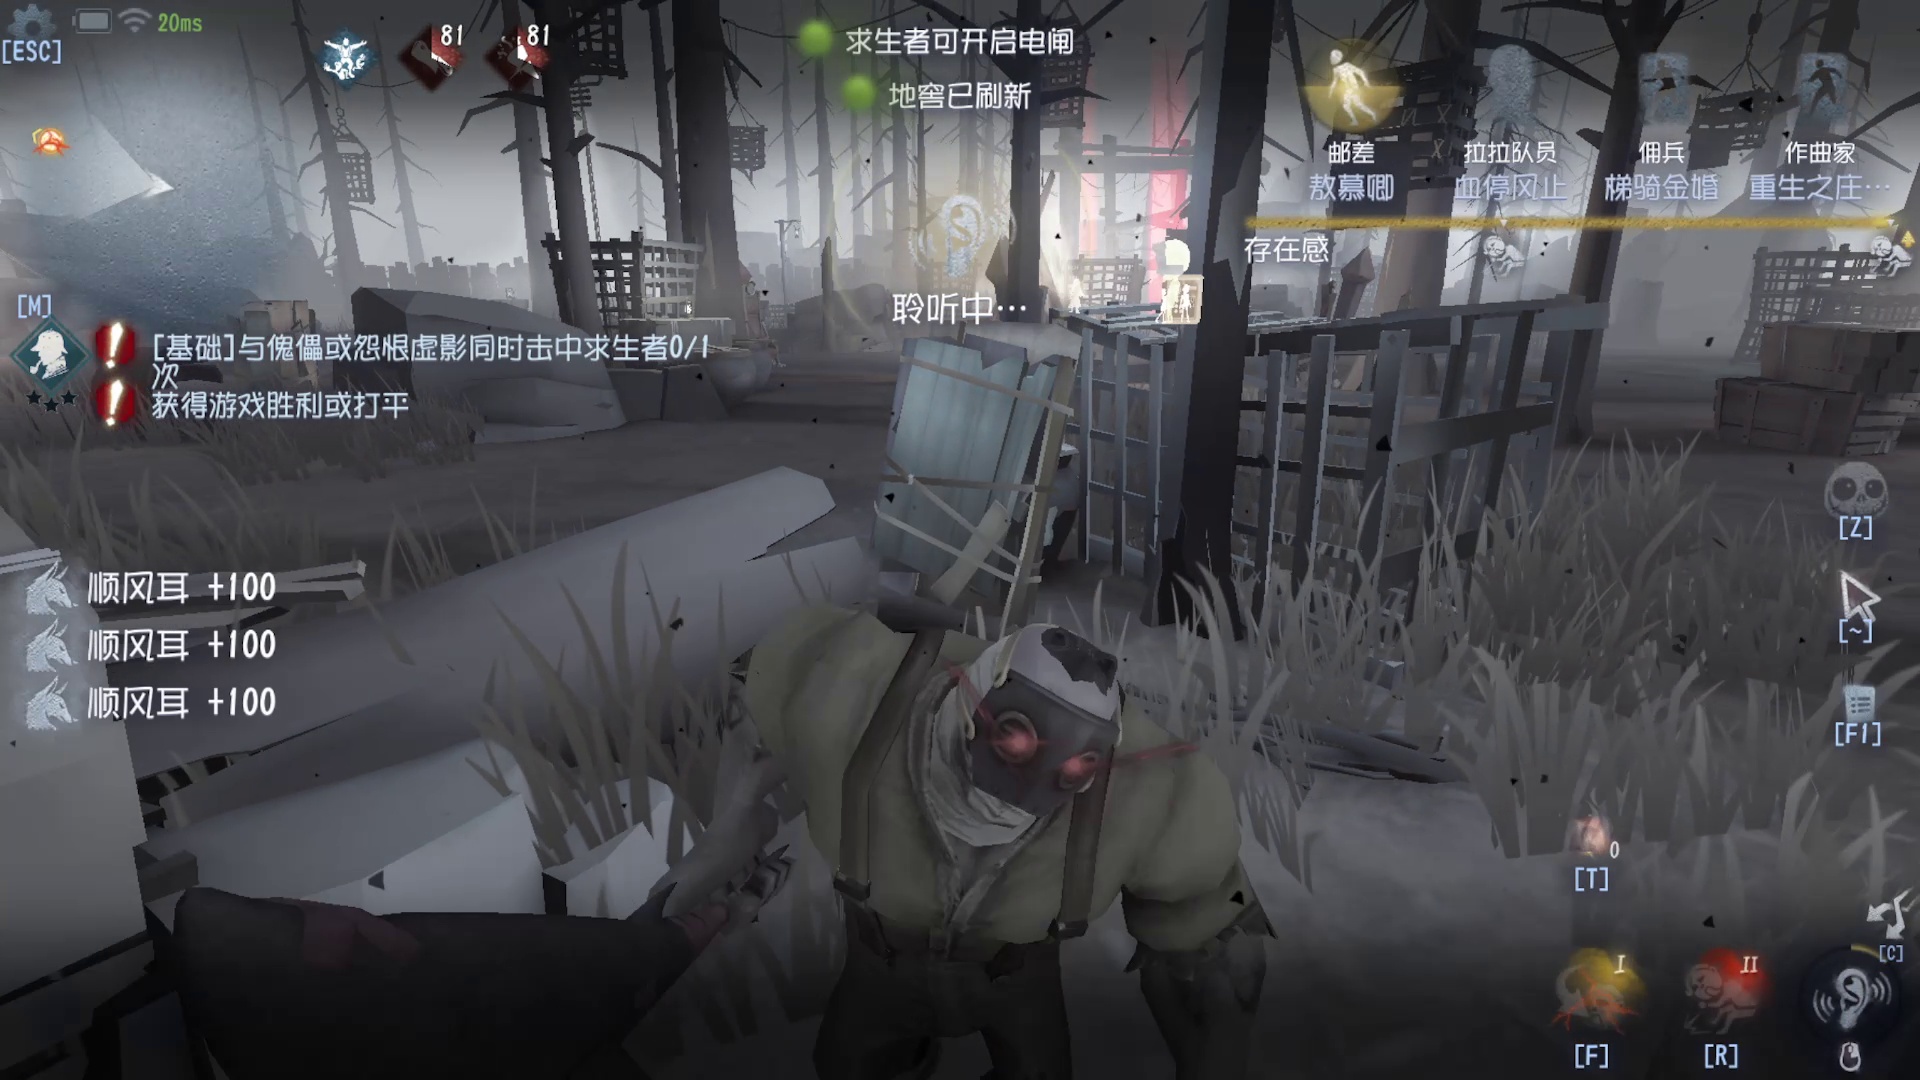 20ms
[ESC]
81
81
求生者可开启电闸
地窖已刷新
邮差
拉拉队员
佣兵
作曲家
敖慕卿
血停风止
梯骑金婚
重生之庄…
存在感
聆听中…
[M]
[基础]与傀儡或怨恨虚影同时击中求生者0/1
次
获得游戏胜利或打平
[Z]
[~]
顺风耳 +100
顺风耳 +100
顺风耳 +100
[F1]
0
[T]
[C]
I
II
[F]
[R]